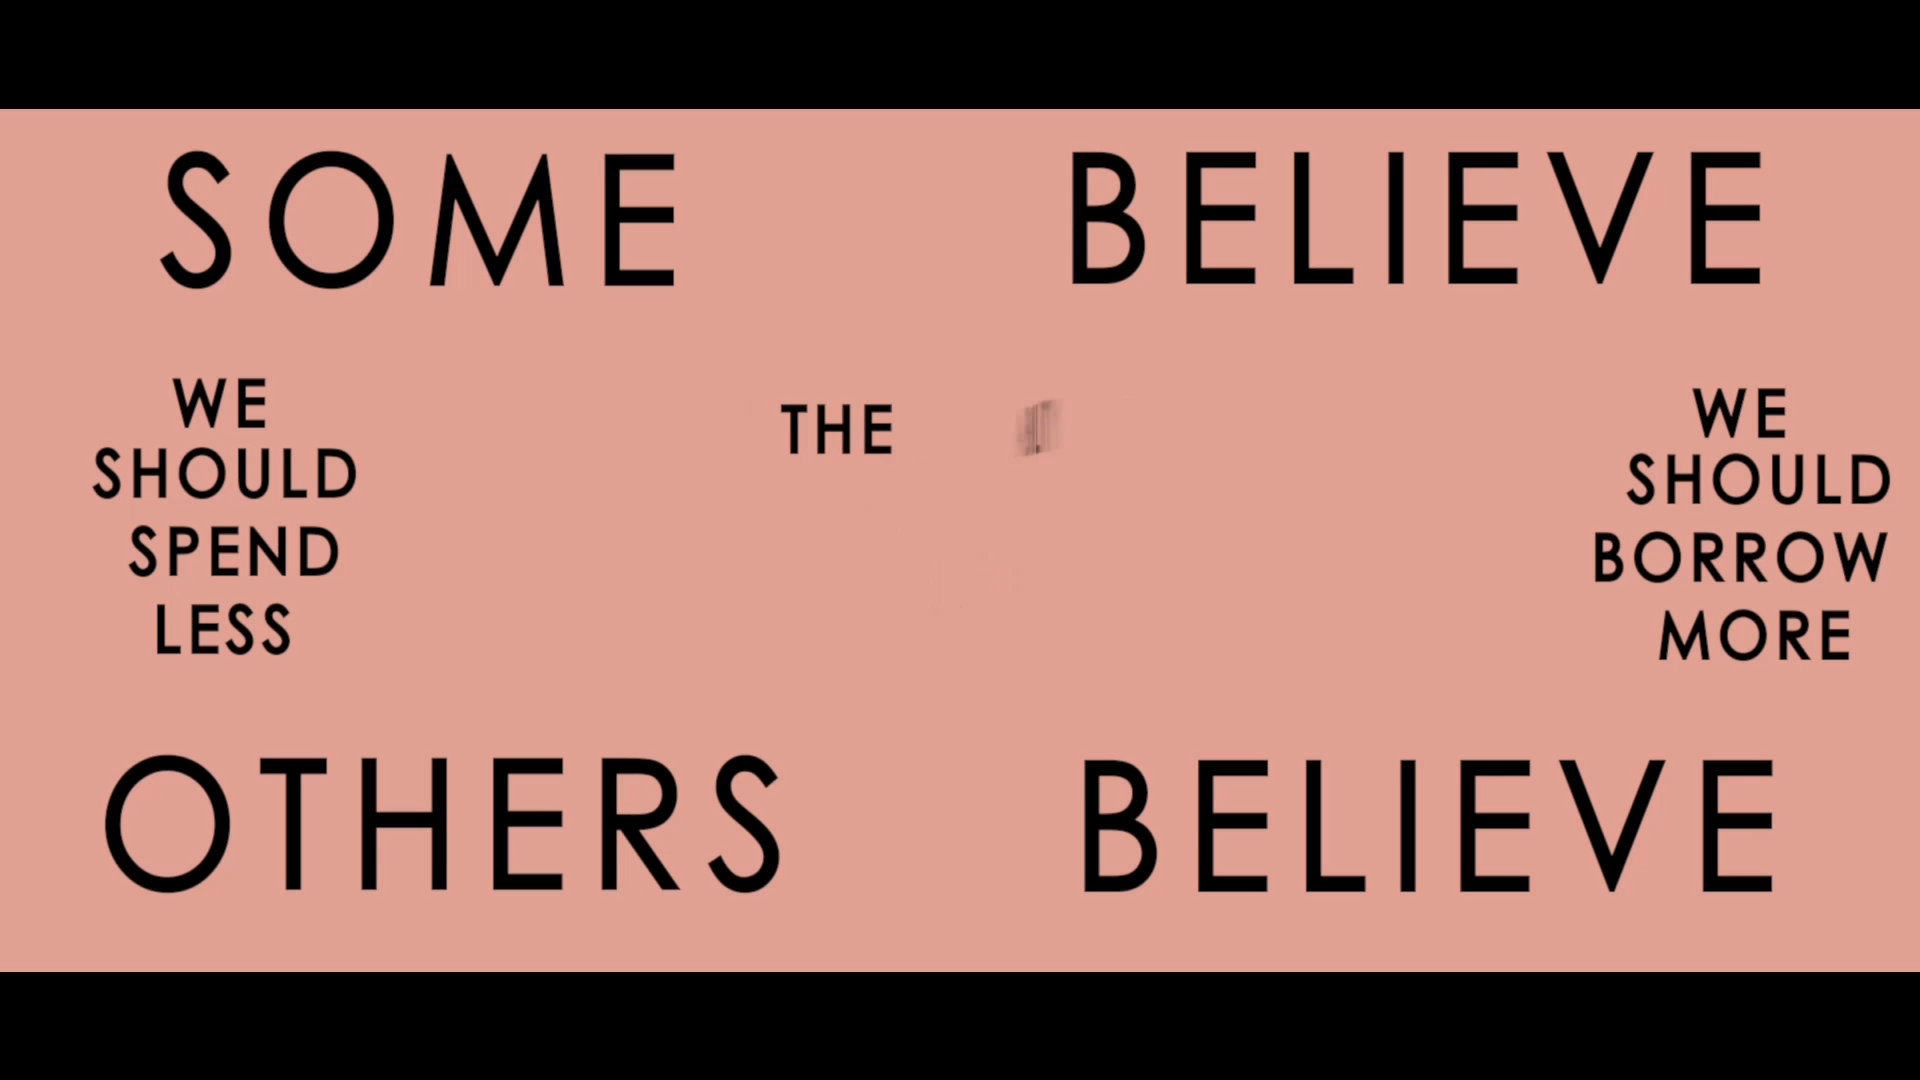 SOME BELIEVE
WE
SHOULD
SPEND
LESS
THE
WE
SHOULD
BORROW
MORE
OTHERS BELIEVE